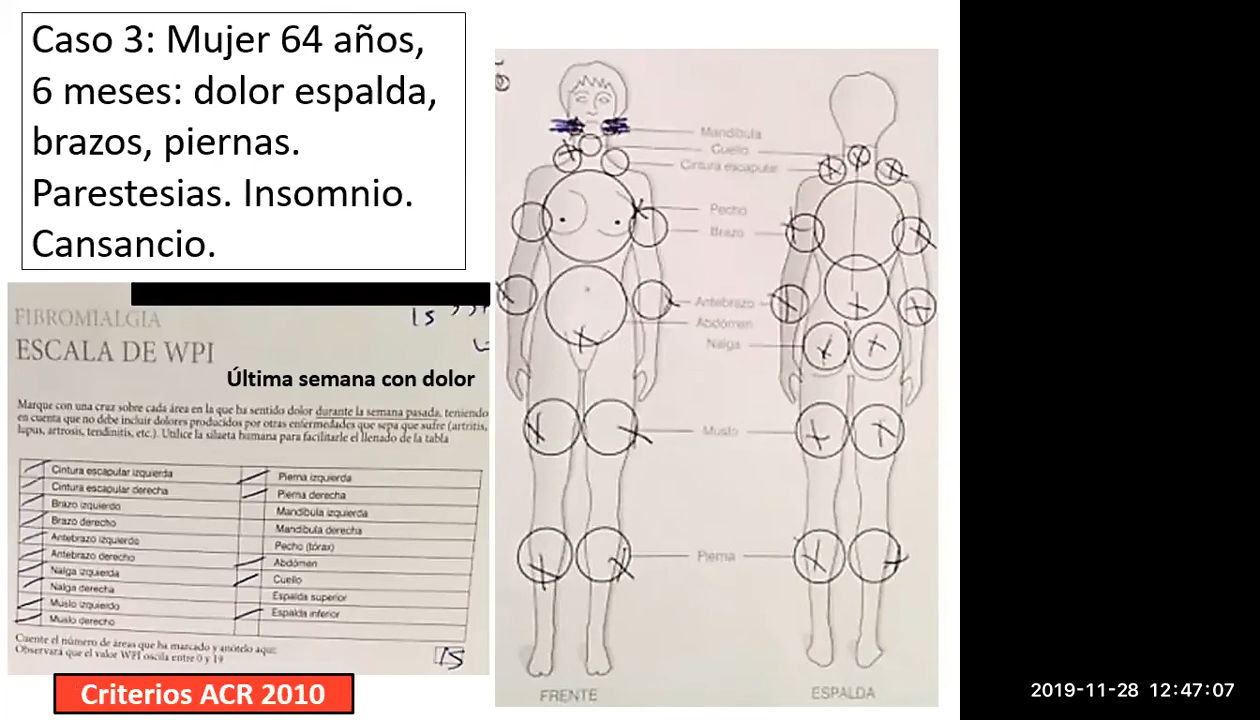 Caso 3: Mujer 64 años,
6 meses: dolor espalda,
brazos, piernas.
Parestesias. Insomnio.
Cansancio.
15
FIBROMIALGIA
ESCALA DE WPI
Última semana con dolor
Marque con una cruz sobre cada área en la que ha sentido dolor durante la semana pasada, teniendo
en cuenta que no debe incluir dolores producidos por otras enfermedades que sepa que sufre (artritis,
lupus, artrosis, tendinitis, etc.). Utilice la silueta humana para facilitarle el llenado de la tabla
Cintura escapular izquierda
Cintura escapular derecha
Brazo izquierdo
Brazo derecho
Antebrazo izquierdo
Antebrazo derecho
Nalga izquierda
Nalga derecha
Muslo izquierdo
Muslo derecho
Pierna izquierda
Pierna derecha
Mandíbula izquierda
Mandíbula derecha
Pecho (tórax)
Abdómen
Cuello
Espalda superior
Espalda inferior
Cuente el número de áreas que ha marcado y anótelo aquí:
Observará que el valor WPI oscila entre 0 y 19
15
Criterios ACR 2010
Mandíbula
Cuello
Cintura escapular
Pecho
Brazo
Antebrazo
Abdómen
Nalga
Muslo
Pierna
FRENTE
ESPALDA
2019-11-28 12:47:07